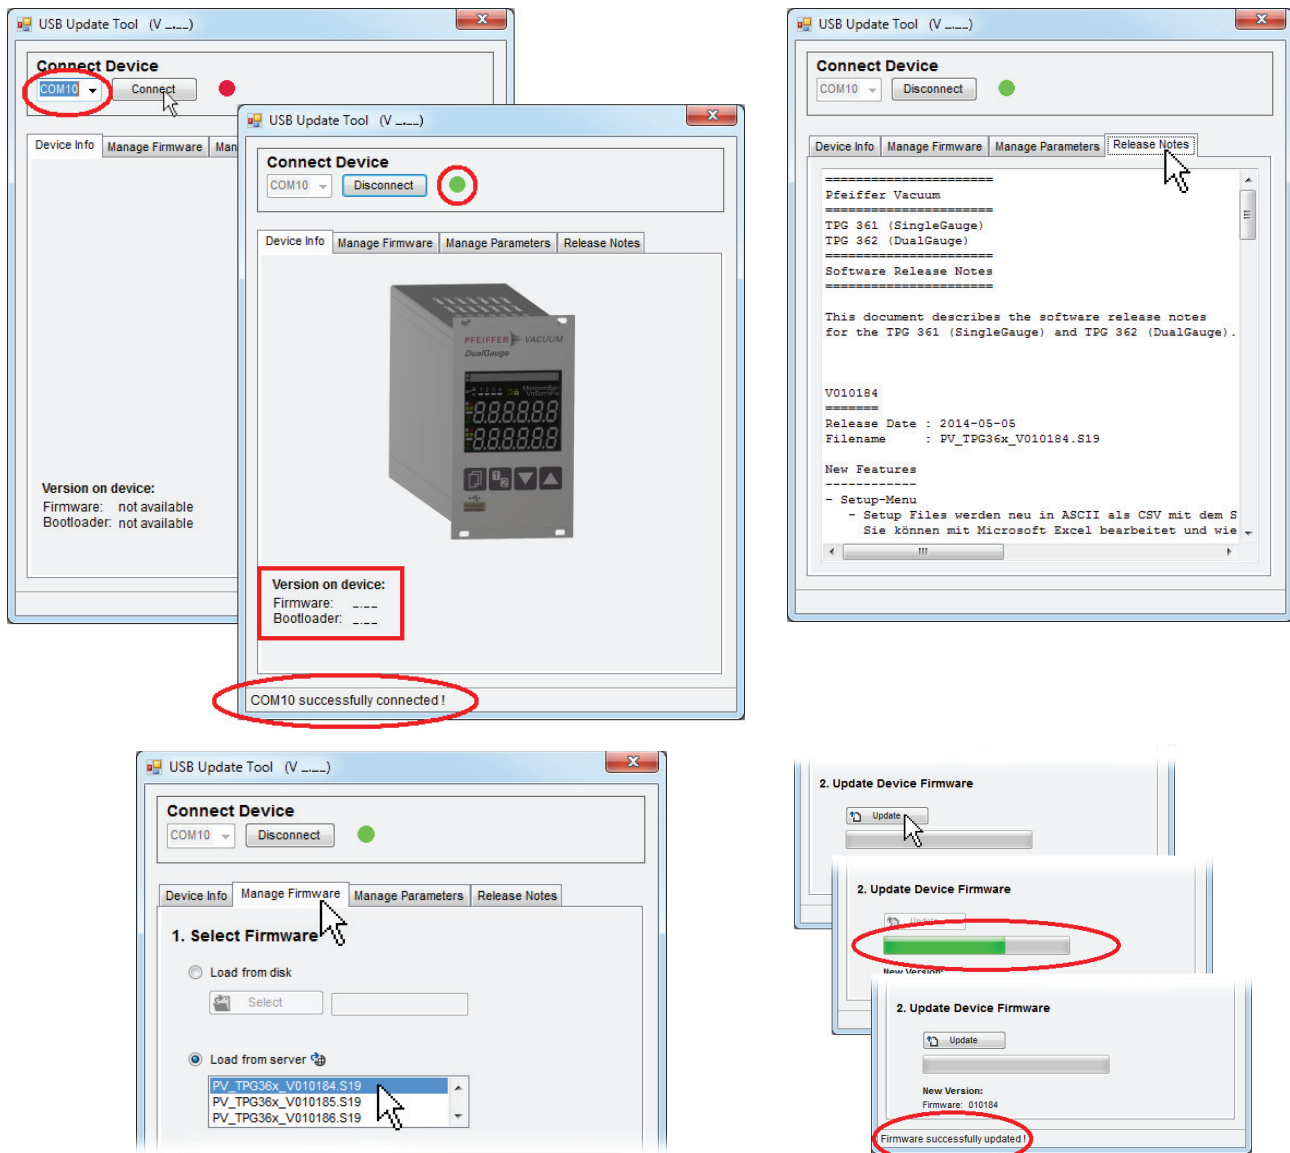 USB Update Tool (V _.__)
Connect Device
COM10 Connect
Device Info Manage Firmware Man
Version on device:
Firmware: not available
Bootloader: not available
USB Update Tool (V _.__)
Connect Device
COM10 Disconnect
Device Info Manage Firmware Manage Parameters Release Notes
PFEIFFER VACUUM
DualGauge
Version on device:
Firmware: _.__
Bootloader: _.__
COM10 successfully connected !
USB Update Tool (V _.__)
Connect Device
COM10 Disconnect
Device Info Manage Firmware Manage Parameters Release Notes
=======================
Pfeiffer Vacuum
=======================
TPG 361 (SingleGauge)
TPG 362 (DualGauge)
=======================
Software Release Notes
=======================
This document describes the software release notes
for the TPG 361 (SingleGauge) and TPG 362 (DualGauge).
V010184
=======
Release Date : 2014-05-05
Filename : PV_TPG36x_V010184.S19
New Features
------------
- Setup-Menu
- Setup Files werden neu in ASCII als CSV mit dem S
Sie können mit Microsoft Excel bearbeitet und wie
USB Update Tool (V _.__)
Connect Device
COM10 Disconnect
Device Info Manage Firmware Manage Parameters Release Notes
1. Select Firmware
Load from disk
Select
Load from server
PV_TPG36x_V010184.S19
PV_TPG36x_V010185.S19
PV_TPG36x_V010186.S19
2. Update Device Firmware
Update
2. Update Device Firmware
Update
New Version:
2. Update Device Firmware
Update
New Version:
Firmware: 010184
Firmware successfully updated !